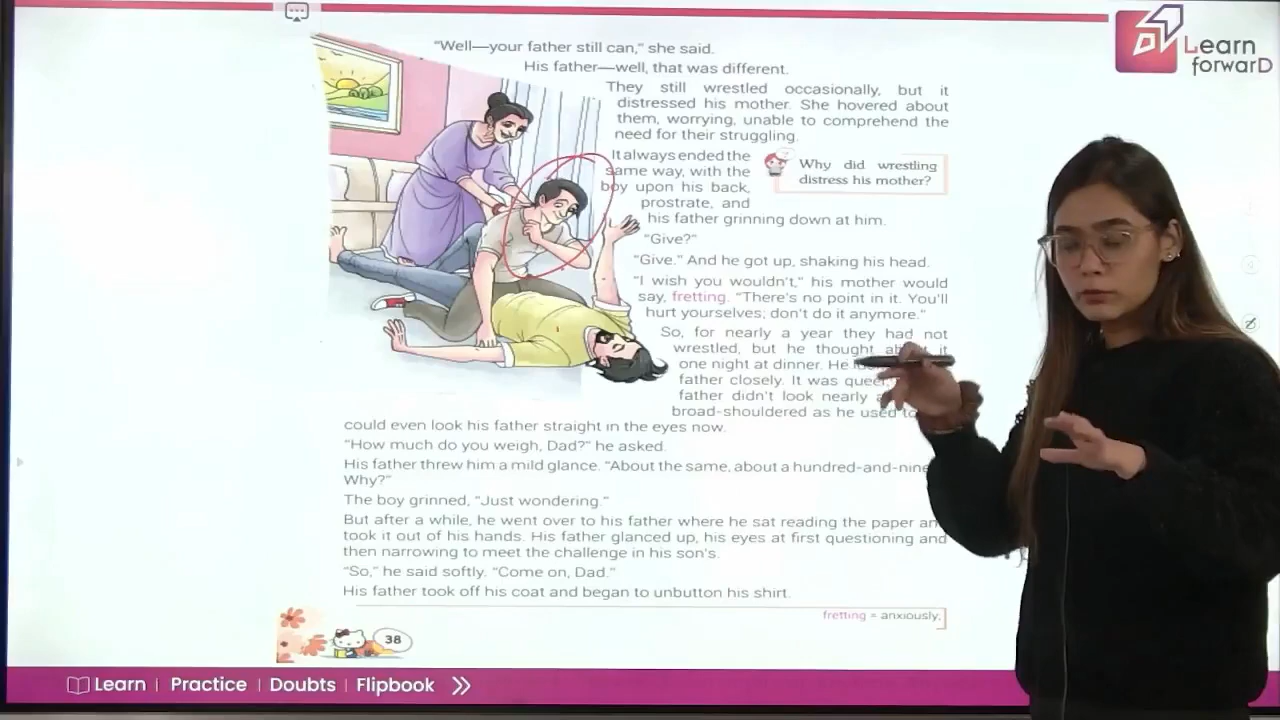 "Well—your father still can," she said.
His father—well, that was different.
They still wrestled occasionally, but it
distressed his mother. She hovered about
them, worrying, unable to comprehend the
need for their struggling.
It always ended the
same way, with the
boy upon his back,
prostrate, and
his father grinning down at him.
Why did wrestling
distress his mother?
"Give?"
"Give." And he got up, shaking his head.
"I wish you wouldn't," his mother would
say, fretting. "There's no point in it. You'll
hurt yourselves; don't do it anymore."
So, for nearly a year they had not
wrestled, but he thought it
one night at dinner. He
father closely. It was
father didn't look nearly
broad-shouldered as he used
could even look his father straight in the eyes now.
"How much do you weigh, Dad?" he asked.
His father threw him a mild glance. "About the same, about a hundred-and-nine
Why?"
The boy grinned, "Just wondering."
But after a while, he went over to his father where he sat reading the paper
took it out of his hands. His father glanced up, his eyes at first questioning and
then narrowing to meet the challenge in his son's.
"So," he said softly. "Come on, Dad."
His father took off his coat and began to unbutton his shirt.
fretting = anxiously,
38
Learn
forwarD
Learn | Practice | Doubts | Flipbook